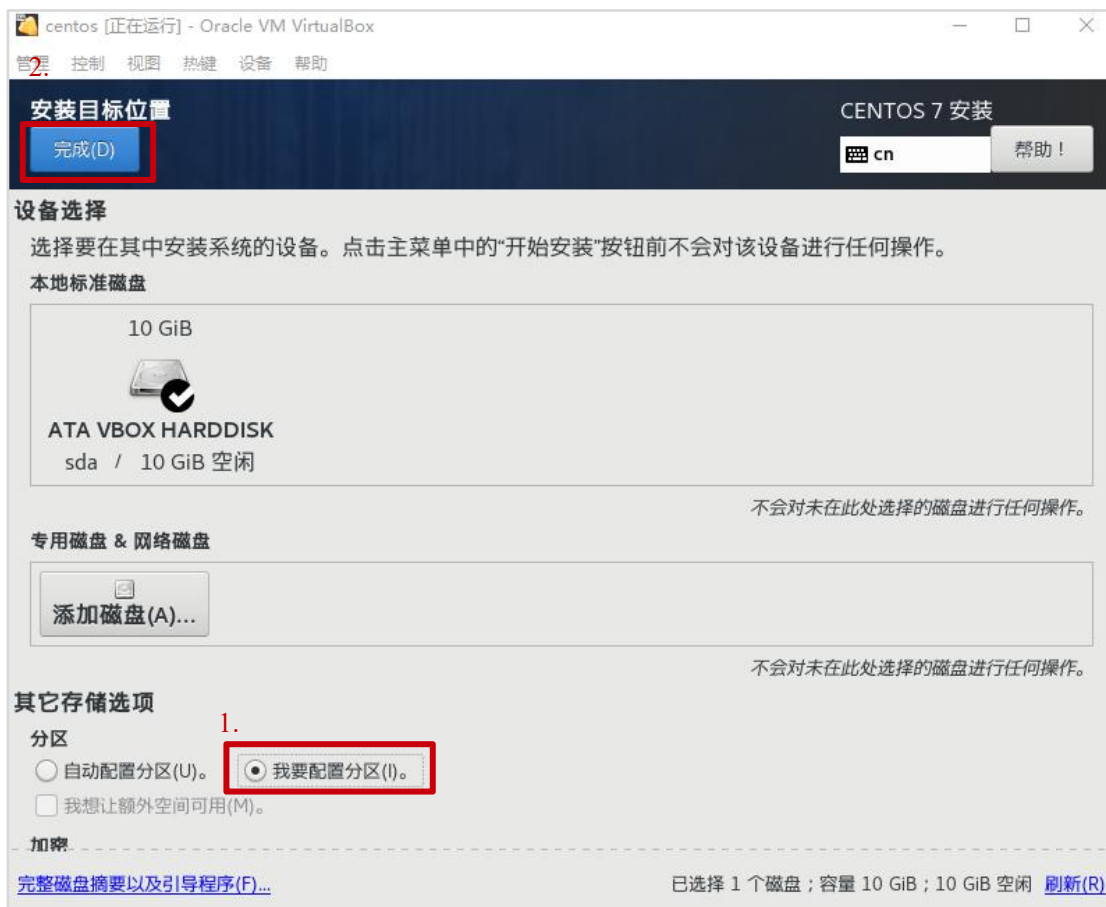 centos [正在运行] - Oracle VM VirtualBox
管理 控制 视图 热键 设备 帮助
2.
安装目标位置
CENTOS 7 安装
完成(D)
cn
帮助！
设备选择
选择要在其中安装系统的设备。点击主菜单中的“开始安装”按钮前不会对该设备进行任何操作。
本地标准磁盘
10 GiB
ATA VBOX HARDDISK
sda / 10 GiB 空闲
不会对未在此处选择的磁盘进行任何操作。
专用磁盘 & 网络磁盘
添加磁盘(A)...
不会对未在此处选择的磁盘进行任何操作。
其它存储选项
1.
分区
自动配置分区(U)。 我要配置分区(I)。
我想让额外空间可用(M)。
加密
完整磁盘摘要以及引导程序(F)... 已选择 1 个磁盘；容量 10 GiB；10 GiB 空闲 刷新(R)